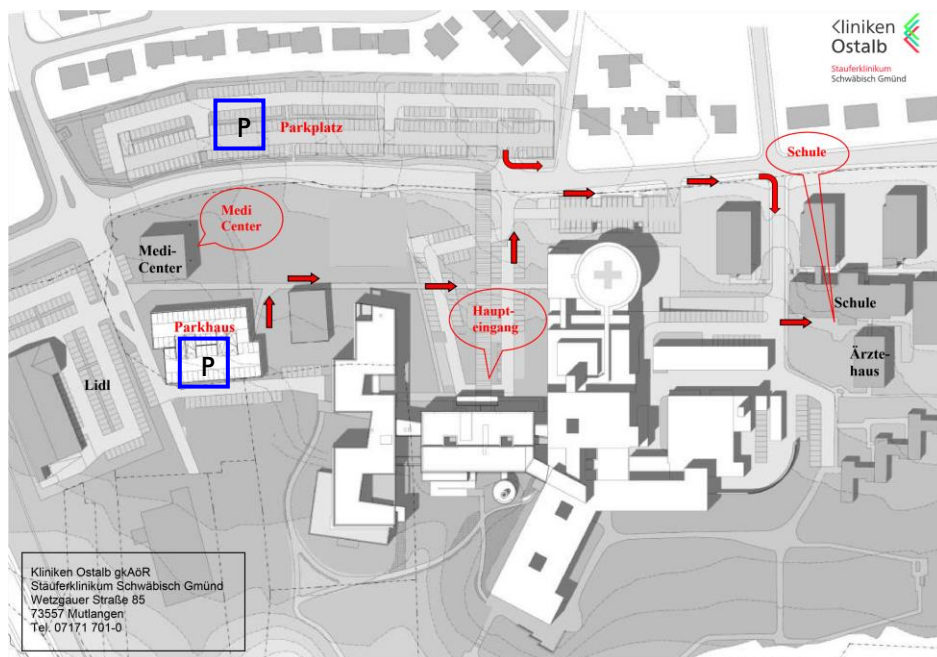 Kliniken
Ostalb
Stauferklinikum
Schwäbisch Gmünd
P
Parkplatz
Schule
Medi
Center
Medi-
Center
Haupt-
eingang
Schule
Parkhaus
P
Lidl
Ärzte-
haus
Kliniken Ostalb gkAöR
Stauferklinikum Schwäbisch Gmünd
Wetzgauer Straße 85
73557 Mutlangen
Tel. 07171 701-0